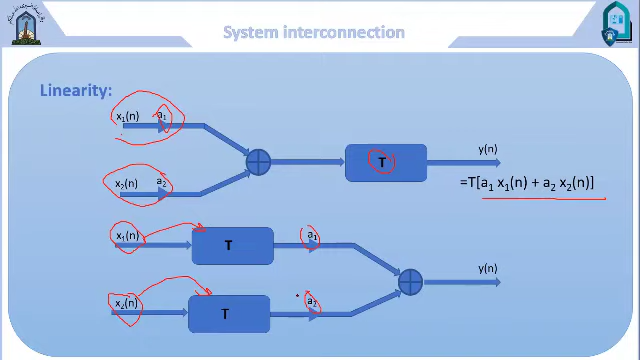 System interconnection
Linearity:
x₁(n) a₁
x₂(n) a₂
T
y(n)
=T[a₁ x₁(n) + a₂ x₂(n)]
x₁(n)
T
a₁
x₂(n)
T
a₂
y(n)